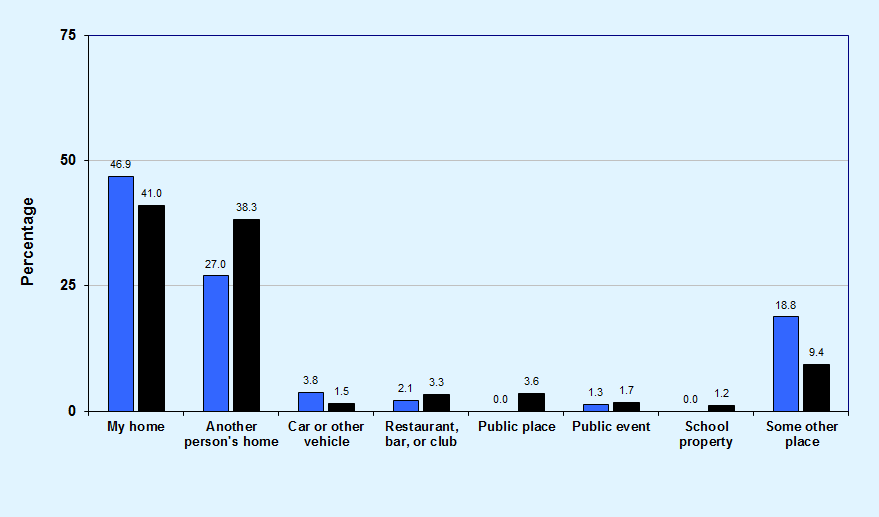 75
50
25
0
Percentage
46.9
41.0
27.0
38.3
3.8
1.5
2.1
3.3
0.0
3.6
1.3
1.7
0.0
1.2
18.8
9.4
My home
Another
person's home
Car or other
vehicle
Restaurant,
bar, or club
Public place
Public event
School
property
Some other
place